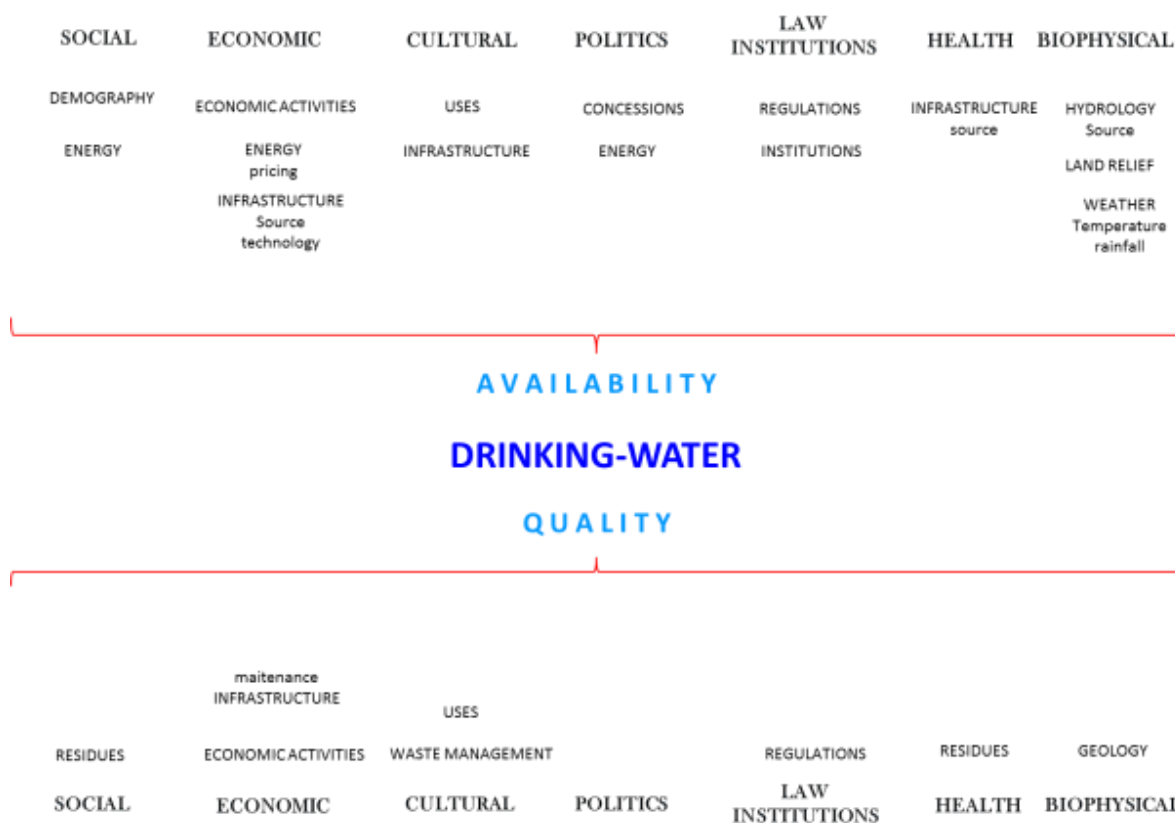 SOCIAL ECONOMIC CULTURAL POLITICS LAW INSTITUTIONS HEALTH BIOPHYSICAL
DEMOGRAPHY ECONOMIC ACTIVITIES USES CONCESSIONS REGULATIONS INFRASTRUCTURE source HYDROLOGY Source
ENERGY ENERGY pricing INFRASTRUCTURE ENERGY INSTITUTIONS LAND RELIEF
INFRASTRUCTURE Source technology WEATHER Temperature rainfall
AVAILABILITY
DRINKING-WATER
QUALITY
maitenance
INFRASTRUCTURE
USES
RESIDUES ECONOMIC ACTIVITIES WASTE MANAGEMENT REGULATIONS RESIDUES GEOLOGY
SOCIAL ECONOMIC CULTURAL POLITICS LAW INSTITUTIONS HEALTH BIOPHYSICAL